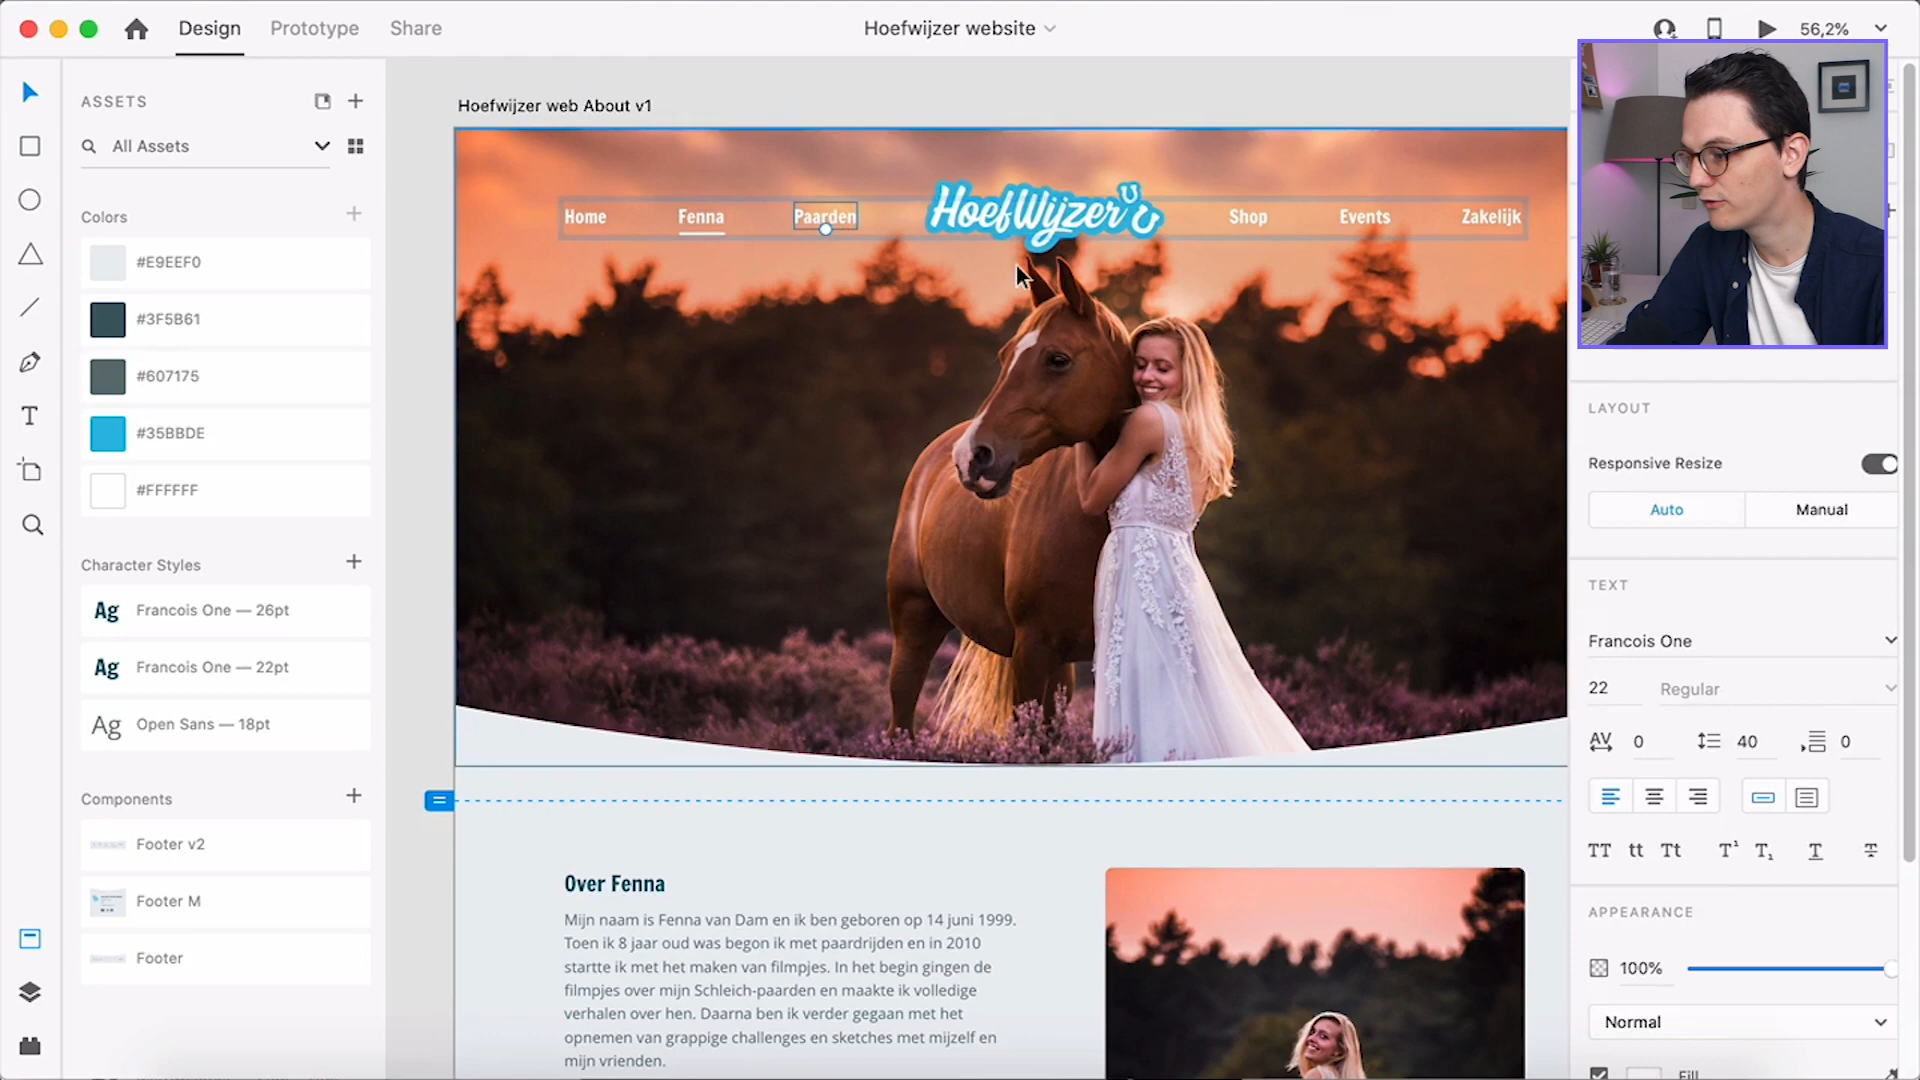 Design
Prototype
Share
Hoefwijzer website
56,2%
ASSETS
All Assets
Colors
#E9EEF0
#3F5B61
#607175
#35BBDE
#FFFFFF
Character Styles
Ag Francois One — 26pt
Ag Francois One — 22pt
Ag Open Sans — 18pt
Components
Footer v2
Footer M
Footer
Hoefwijzer web About v1
Home
Fenna
Paarden
HoefWijzer
Shop
Events
Zakelijk
Over Fenna
Mijn naam is Fenna van Dam en ik ben geboren op 14 juni 1999.
Toen ik 8 jaar oud was begon ik met paardrijden en in 2010
startte ik met het maken van filmpjes. In het begin gingen de
filmpjes over mijn Schleich-paarden en maakte ik volledige
verhalen over hen. Daarna ben ik verder gegaan met het
opnemen van grappige challenges en sketches met mijzelf en
mijn vrienden.
LAYOUT
Responsive Resize
Auto
Manual
TEXT
Francois One
22
Regular
AV 0
40
0
TT tt Tt T¹ T₁ T T
APPEARANCE
100%
Normal
Fill